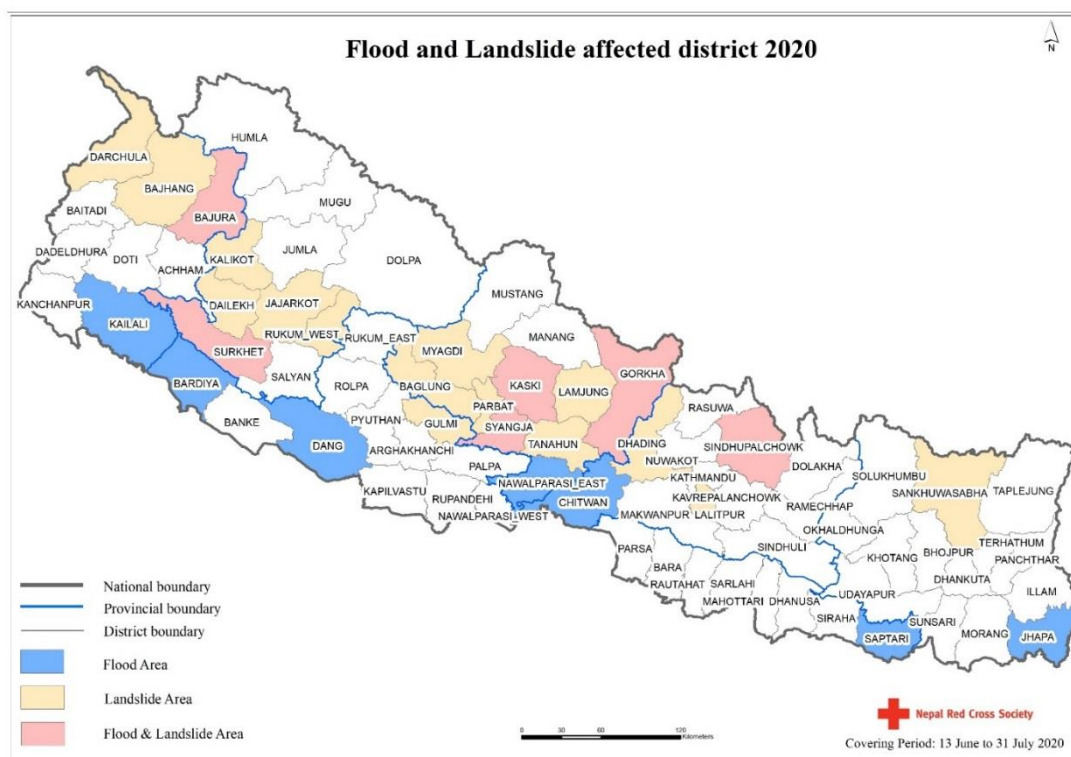 Flood and Landslide affected district 2020
N
HUMLA
DARCHULA
BAJHANG
BAJURA
MUGU
BAITADI
DADELDHURA
DOTI
ACHHAM
KALIKOT
JUMLA
DOLPA
KANCHANPUR
KAILALI
DAILEKH
JAJARKOT
MUSTANG
SURKHET
RUKUM_WEST
RUKUM_EAST
MANANG
MYAGDI
GORKHA
BARDIYA
SALYAN
ROLPA
BAGLUNG
KASKI
LAMJUNG
PARBAT
RASUWA
BANKE
DANG
PYUTHAN
GULMI
SYANGJA
TANAHUN
DHADING
SINDHUPALCHOWK
ARGHAKHANCHI
NUWAKOT
DOLAKHA
SOLUKHUMBU
PALPA
KATHMANDU
SANKHUWASABHA
TAPLEJUNG
KAPILVASTU
RUPANDEHI
NAWALPARASI_EAST
CHITWAN
KAVREPALANCHOWK
RAMECHHAP
NAWALPARASI_WEST
MAKWANPUR
LALITPUR
OKHALDHUNGA
PARSA
BARA
SINDHULI
KHOTANG
BHOJPUR
TERHATHUM
PANCHTHAR
RAUTAHAT
SARLAHI
MAHOTTARI
DHANUSA
UDAYAPUR
DHANKUTA
ILLAM
SIRAHA
SAPTARI
SUNSARI
MORANG
JHAPA
National boundary
Provincial boundary
District boundary
Flood Area
Landslide Area
Flood & Landslide Area
0 30 60 120
Kilometers
Nepal Red Cross Society
Covering Period: 13 June to 31 July 2020